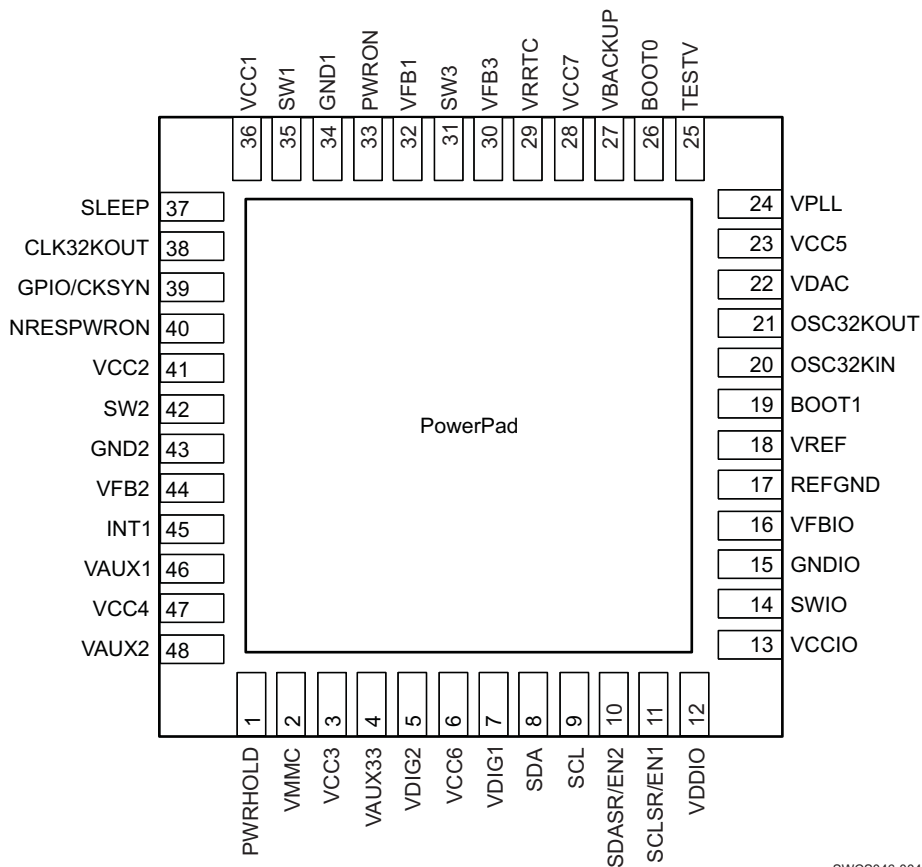 VCC1
SW1
GND1
PWRON
VFB1
SW3
VFB3
VRRTC
VCC7
VBACKUP
BOOT0
TESTV
36
35
34
33
32
31
30
29
28
27
26
25
SLEEP 37
CLK32KOUT 38
GPIO/CKSYN 39
NRESPWRON 40
VCC2 41
SW2 42
GND2 43
VFB2 44
INT1 45
VAUX1 46
VCC4 47
VAUX2 48
PowerPad
24 VPLL
23 VCC5
22 VDAC
21 OSC32KOUT
20 OSC32KIN
19 BOOT1
18 VREF
17 REFGND
16 VFBIO
15 GNDIO
14 SWIO
13 VCCIO
1
2
3
4
5
6
7
8
9
10
11
12
PWRHOLD
VMMC
VCC3
VAUX33
VDIG2
VCC6
VDIG1
SDA
SCL
SDASR/EN2
SCLSR/EN1
VDDIO